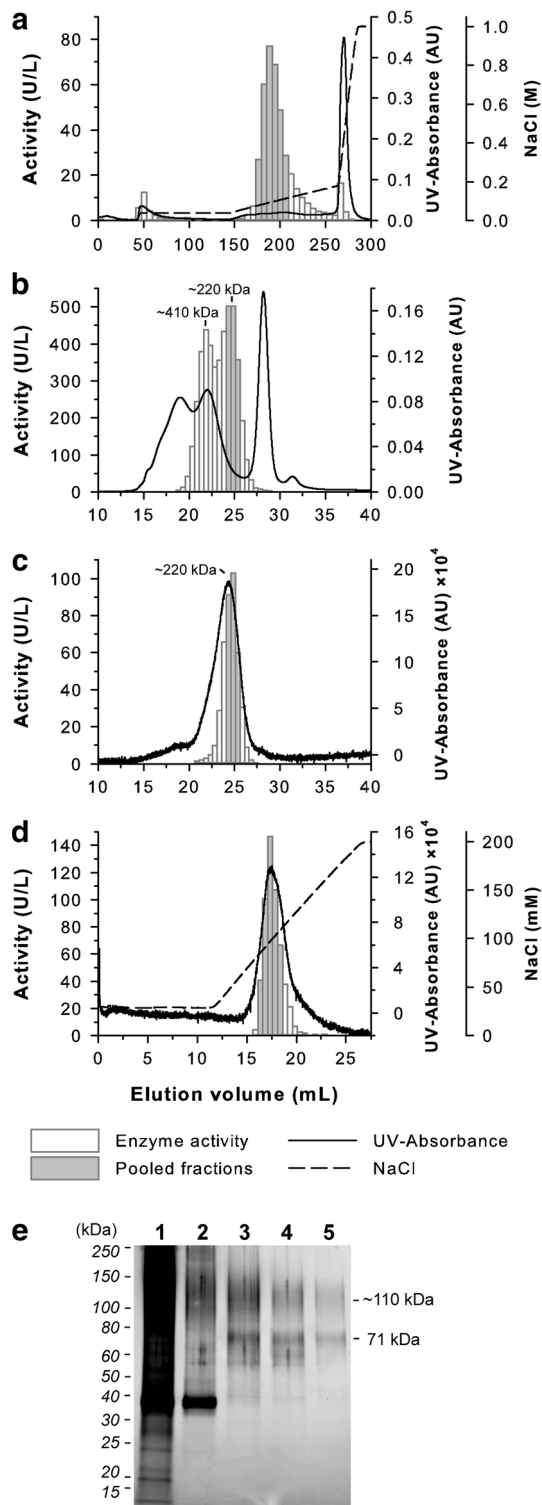 a
80
60
40
20
0
Activity (U/L)
0.5
0.4
0.3
0.2
0.1
0.0
UV-Absorbance (AU)
1.0
0.8
0.6
0.4
0.2
0.0
NaCl (M)
0 50 100 150 200 250 300
b
500
400
300
200
100
0
Activity (U/L)
~220 kDa
~410 kDa
0.16
0.12
0.08
0.04
0.00
UV-Absorbance (AU)
10 15 20 25 30 35 40
c
100
80
60
40
20
0
Activity (U/L)
~220 kDa
20
15
10
5
0
UV-Absorbance (AU) ×10⁴
10 15 20 25 30 35 40
d
140
120
100
80
60
40
20
0
Activity (U/L)
16
12
8
4
0
UV-Absorbance (AU) ×10⁴
200
150
100
50
0
NaCl (mM)
0 5 10 15 20 25
Elution volume (mL)
Enzyme activity
UV-Absorbance
Pooled fractions
NaCl
e
(kDa) 1 2 3 4 5
250
150
100
80
60
50
40
30
20
15
~110 kDa
71 kDa